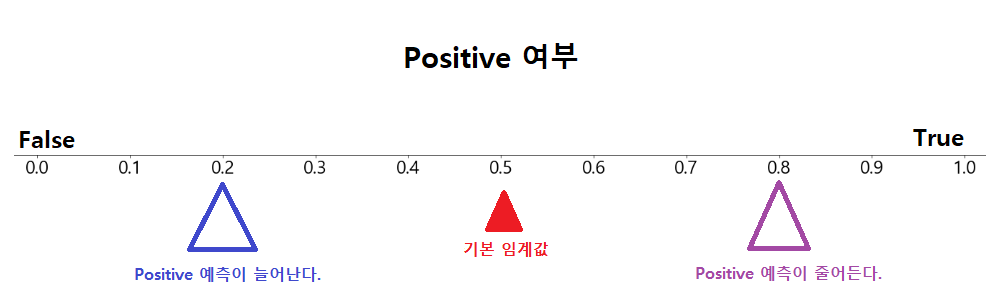 Positive 여부
False
True
0.0 0.1 0.2 0.3 0.4 0.5 0.6 0.7 0.8 0.9 1.0
기본 임계값
Positive 예측이 늘어난다.
Positive 예측이 줄어든다.